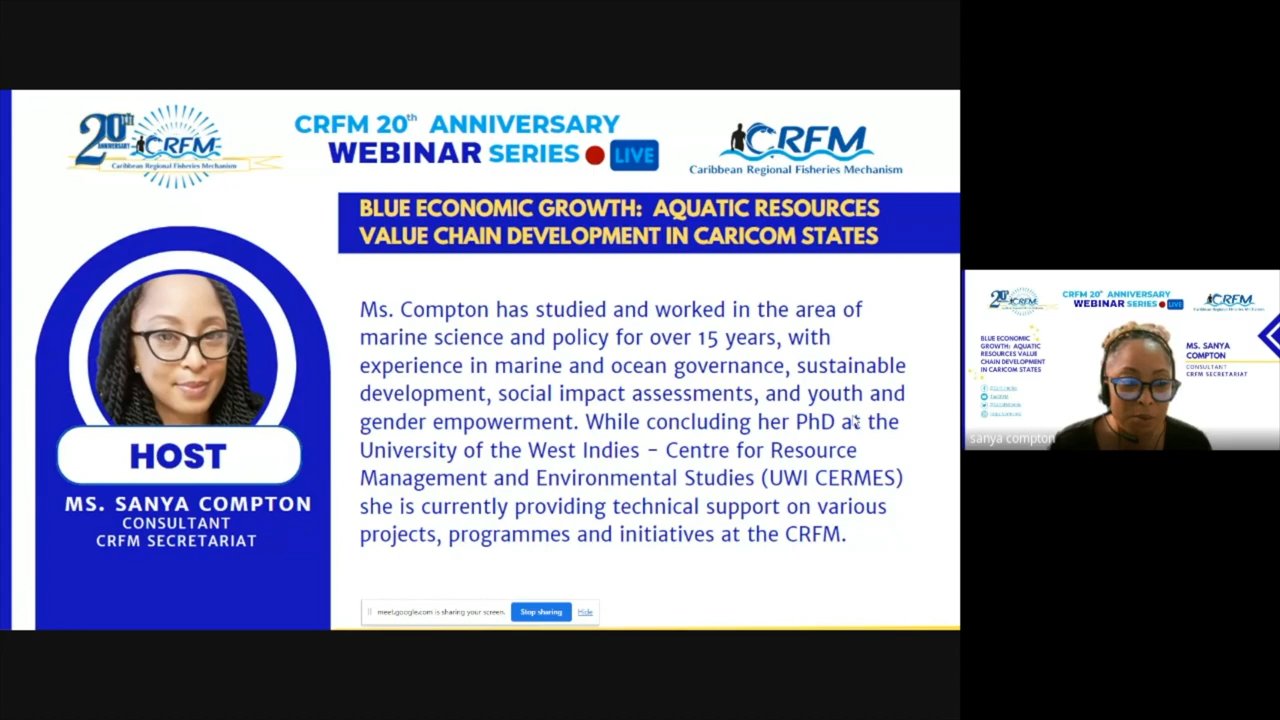 20th
ANNIVERSARY
CRFM
Caribbean Regional Fisheries Mechanism
CRFM 20th ANNIVERSARY
WEBINAR SERIES LIVE
CRFM
Caribbean Regional Fisheries Mechanism
BLUE ECONOMIC GROWTH: AQUATIC RESOURCES
VALUE CHAIN DEVELOPMENT IN CARICOM STATES
Ms. Compton has studied and worked in the area of
marine science and policy for over 15 years, with
experience in marine and ocean governance, sustainable
development, social impact assessments, and youth and
gender empowerment. While concluding her PhD at the
University of the West Indies – Centre for Resource
Management and Environmental Studies (UWI CERMES)
she is currently providing technical support on various
projects, programmes and initiatives at the CRFM.
HOST
MS. SANYA COMPTON
CONSULTANT
CRFM SECRETARIAT
meet.google.com is sharing your screen. Stop sharing Hide
20th CRFM
CRFM 20th ANNIVERSARY
WEBINAR SERIES LIVE
CRFM
BLUE ECONOMIC
GROWTH: AQUATIC
RESOURCES VALUE
CHAIN DEVELOPMENT
IN CARICOM STATES
MS. SANYA
COMPTON
CONSULTANT
CRFM SECRETARIAT
sanya compton